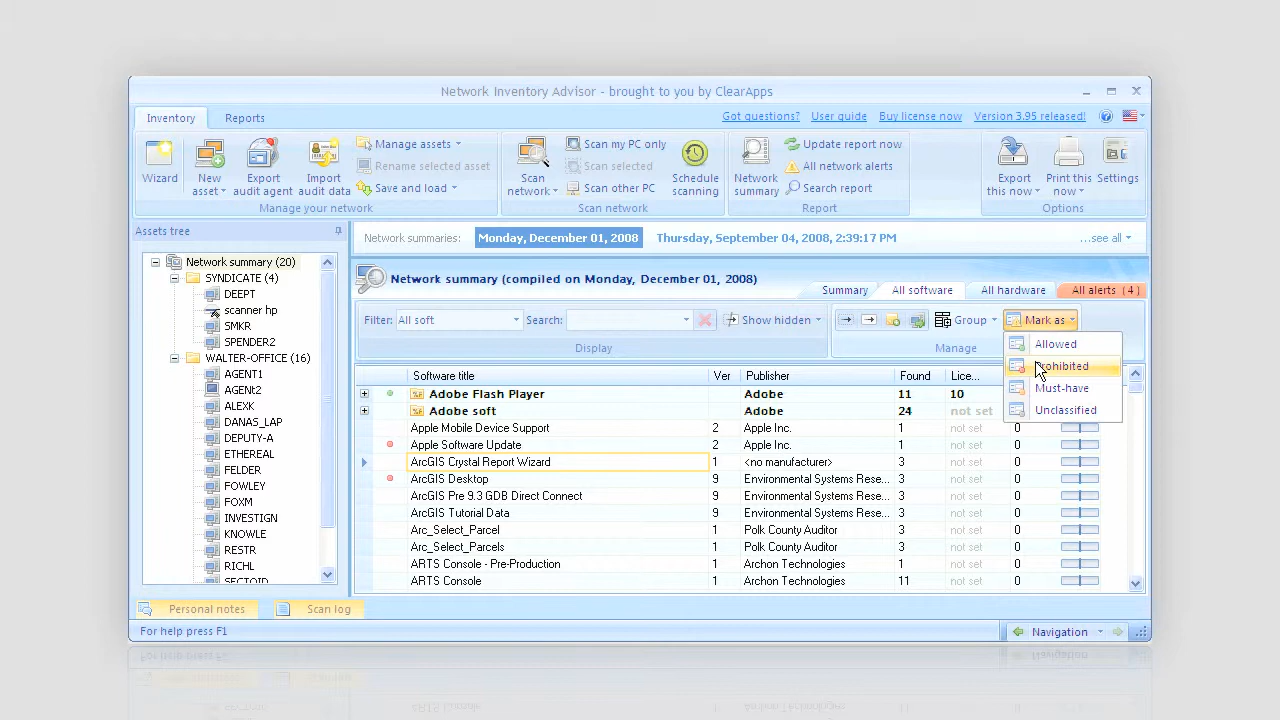 Network Inventory Advisor - brought to you by ClearApps
Inventory Reports Got questions? User guide Buy license now Version 3.95 released!
Wizard
New asset
Export audit agent
Import audit data
Manage assets
Rename selected asset
Save and load
Manage your network
Scan network
Scan my PC only
Scan selected
Scan other PC
Schedule scanning
Scan network
Network summary
Update report now
All network alerts
Search report
Report
Export this now
Print this now
Settings
Options
Assets tree
Network summaries: Monday, December 01, 2008 Thursday, September 04, 2008, 2:39:17 PM ...see all
Network summary (20)
SYNDICATE (4)
DEEPT
scanner hp
SMKR
SPENDER2
WALTER-OFFICE (16)
AGENT1
AGENt2
ALEXK
DANAS_LAP
DEPUTY-A
ETHEREAL
FELDER
FOWLEY
FOXM
INVESTIGN
KNOWLE
RESTR
RICHL
Network summary (compiled on Monday, December 01, 2008)
Summary All software All hardware All alerts (4)
Filter: All soft Search: Show hidden Group Mark as
Display Manage
Allowed
Prohibited
Must-have
Unclassified
Software title Ver Publisher Found Lice...
Adobe Flash Player Adobe 11 10
Adobe soft Adobe 24 not set
Apple Mobile Device Support 2 Apple Inc. 1 not set 0
Apple Software Update 2 Apple Inc. 1 not set 0
ArcGIS Crystal Report Wizard 1 <no manufacturer> 3 not set 0
ArcGIS Desktop 9 Environmental Systems Rese... 3 not set 0
ArcGIS Pre 9.3 GDB Direct Connect 9 Environmental Systems Rese... 3 not set 0
ArcGIS Tutorial Data 9 Environmental Systems Rese... 3 not set 0
Arc_Select_Parcel 1 Polk County Auditor 3 not set 0
Arc_Select_Parcels 1 Polk County Auditor 3 not set 0
ARTS Console - Pre-Production 1 Archon Technologies 1 not set 0
ARTS Console 1 Archon Technologies 11 not set 0
Personal notes Scan log
For help press F1 Navigation